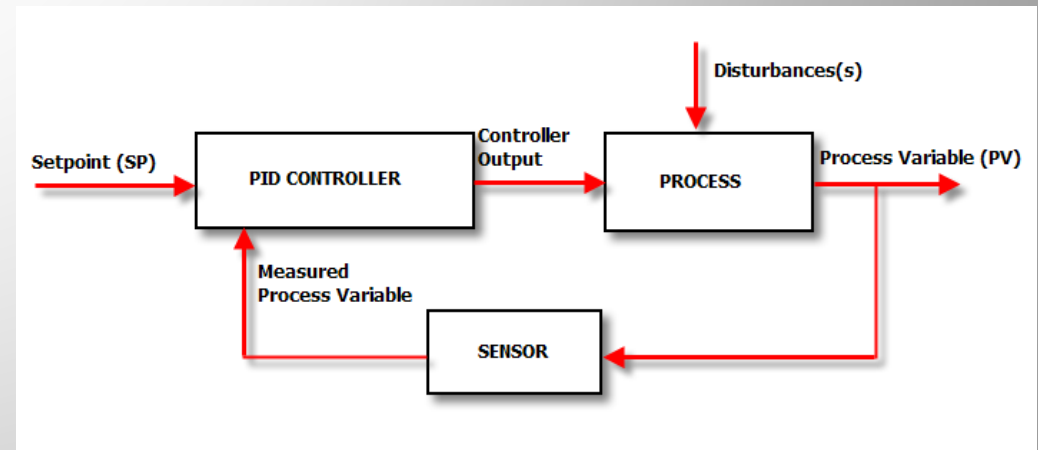 Disturbances(s)
Setpoint (SP)
PID CONTROLLER
Controller
Output
PROCESS
Process Variable (PV)
Measured
Process Variable
SENSOR